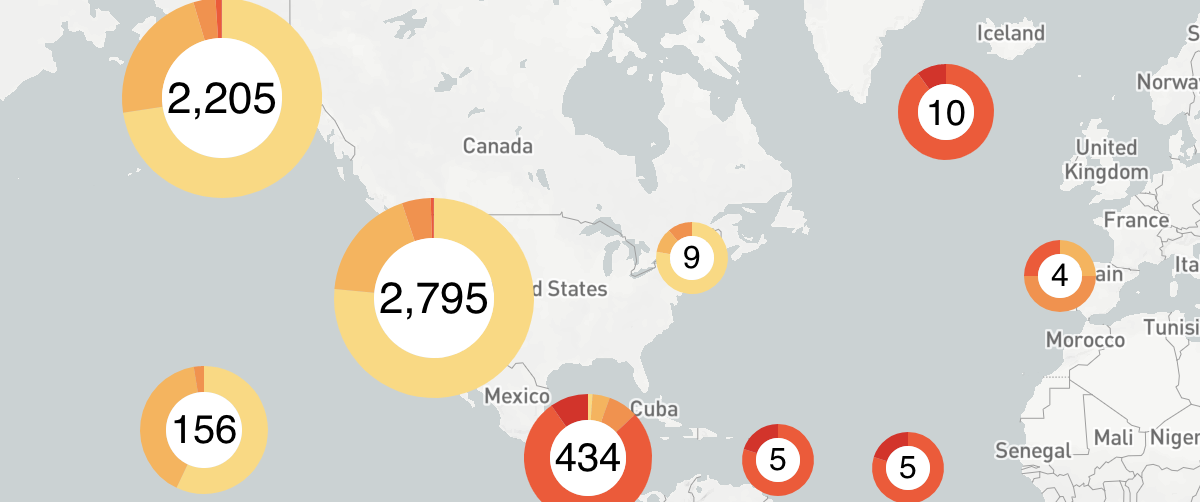 Iceland
S
Norwa
2,205
10
Canada
United
Kingdom
France
9
Ita
4
ain
2,795
d States
Tunisi
Morocco
Mexico
Cuba
156
434
5
5
Senegal
Mali
Niger